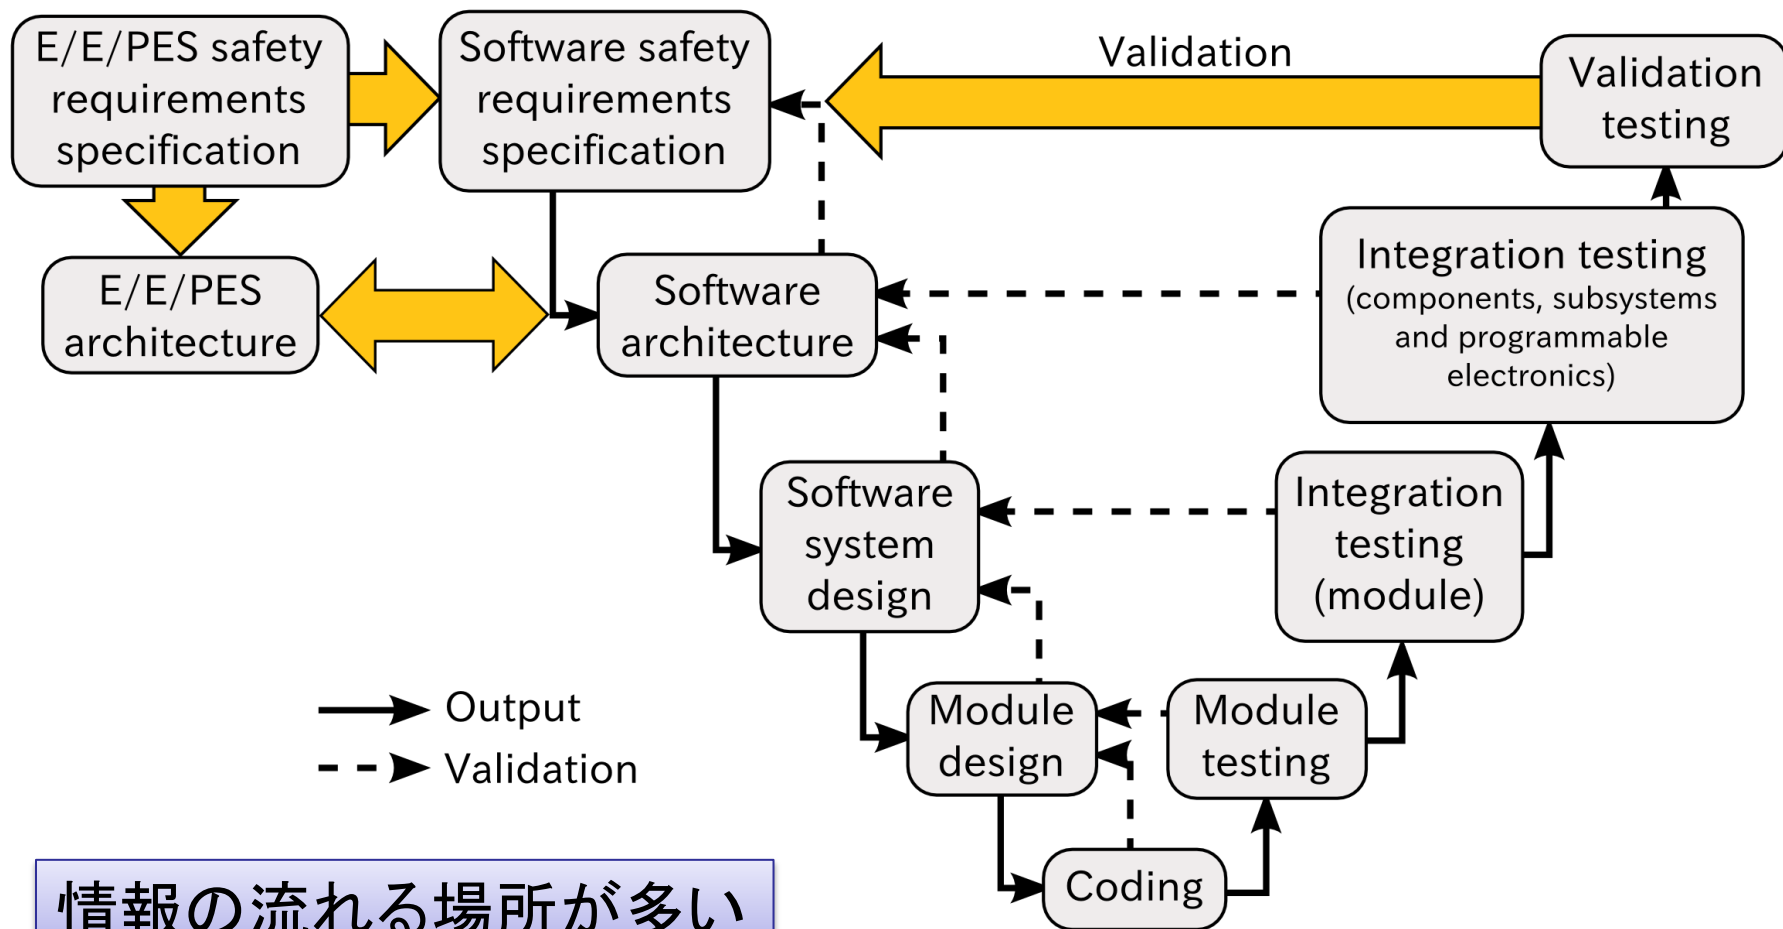 E/E/PES safety
requirements
specification
Software safety
requirements
specification
Validation
Validation
testing
E/E/PES
architecture
Software
architecture
Integration testing
(components, subsystems
and programmable
electronics)
Software
system
design
Integration
testing
(module)
Output
Validation
Module
design
Module
testing
Coding
情報の流れる場所が多い